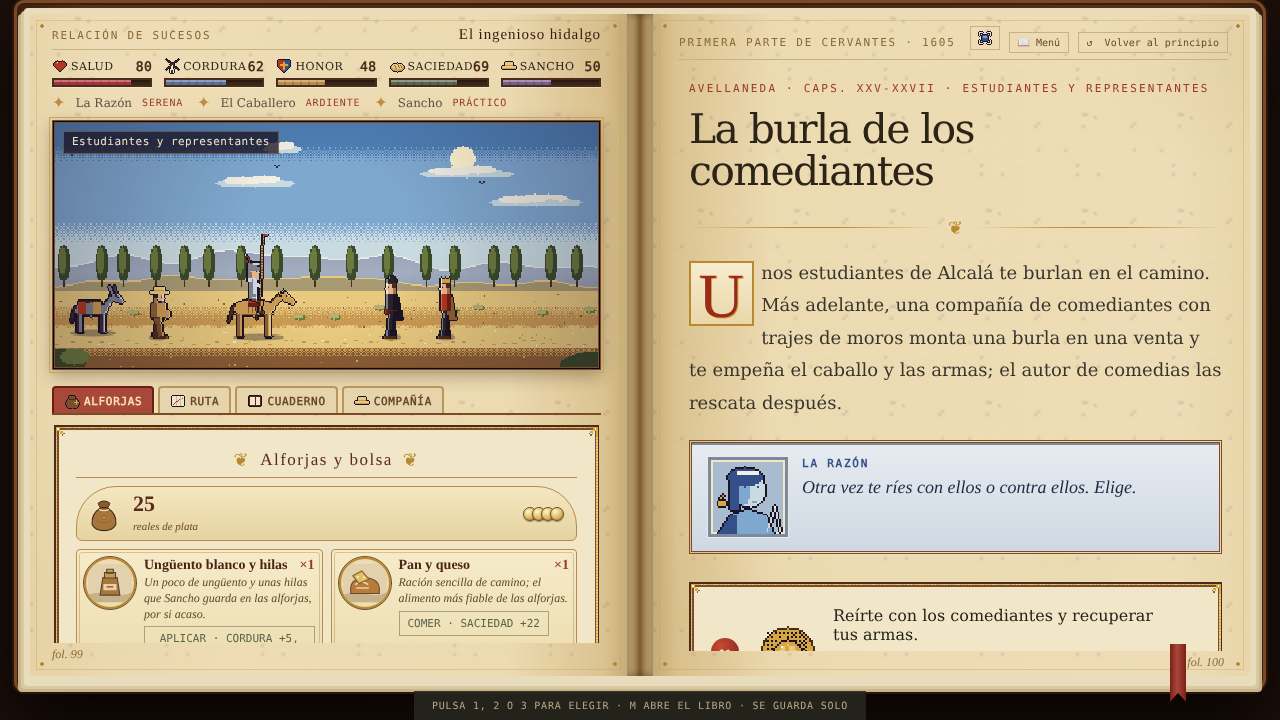 RELACIÓN DE SUCESOS
El ingenioso hidalgo
SALUD 80
CORDURA 62
HONOR 48
SACIEDAD 69
SANCHO 50
La Razón SERENA
El Caballero ARDIENTE
Sancho PRÁCTICO
Estudiantes y representantes
ALFORJAS
RUTA
CUADERNO
COMPAÑÍA
Alforjas y bolsa
25
reales de plata
Ungüento blanco y hilas ×1
Un poco de ungüento y unas hilas
que Sancho guarda en las alforjas,
por si acaso.
APLICAR · CORDURA +5,
Pan y queso ×1
Ración sencilla de camino; el
alimento más fiable de las alforjas.
COMER · SACIEDAD +22
fol. 99
PRIMERA PARTE DE CERVANTES · 1605
Menú
↺ Volver al principio
AVELLANEDA · CAPS. XXV-XXVII · ESTUDIANTES Y REPRESENTANTES
La burla de los
comediantes
Unos estudiantes de Alcalá te burlan en el camino.
Más adelante, una compañía de comediantes con
trajes de moros monta una burla en una venta y
te empeña el caballo y las armas; el autor de comedias las
rescata después.
LA RAZÓN
Otra vez te ríes con ellos o contra ellos. Elige.
Reírte con los comediantes y recuperar
tus armas.
fol. 100
PULSA 1, 2 O 3 PARA ELEGIR · M ABRE EL LIBRO · SE GUARDA SOLO